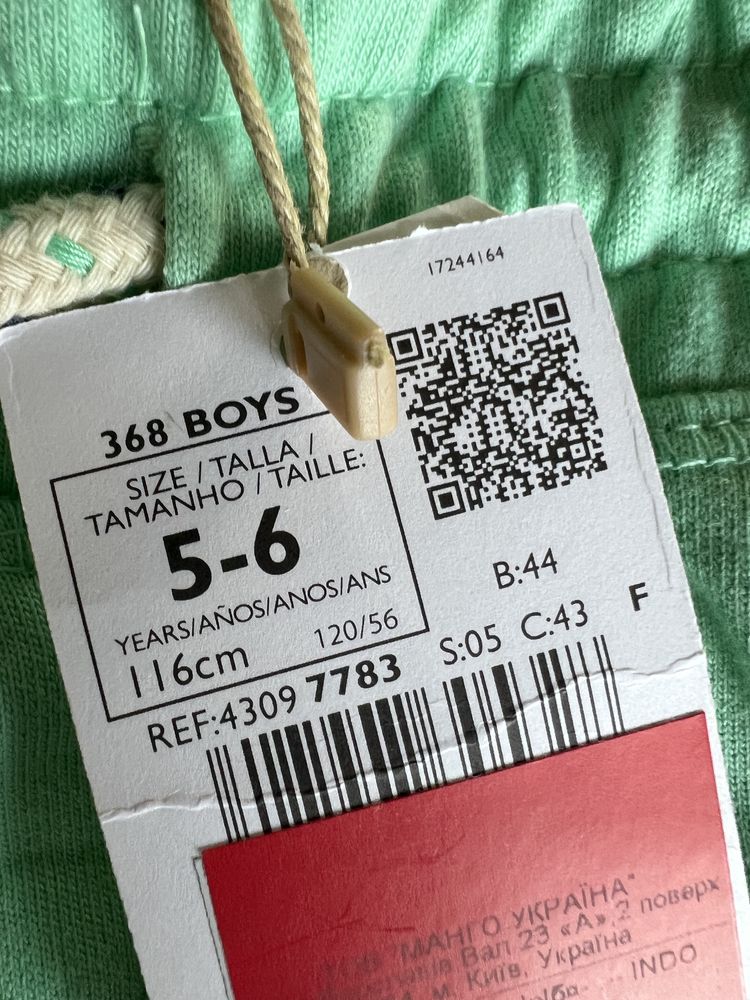 17244164
368 BOYS
SIZE / TALLA /
TAMANHO / TAILLE:
5-6
YEARS/AÑOS/ANOS/ANS
116cm 120/56
B:44
F
REF:4309 7783 S:05 C:43
"МАНГО УКРАЇНА"
Вал 23 «А», 2 поверх
м. Київ, Україна
INDO